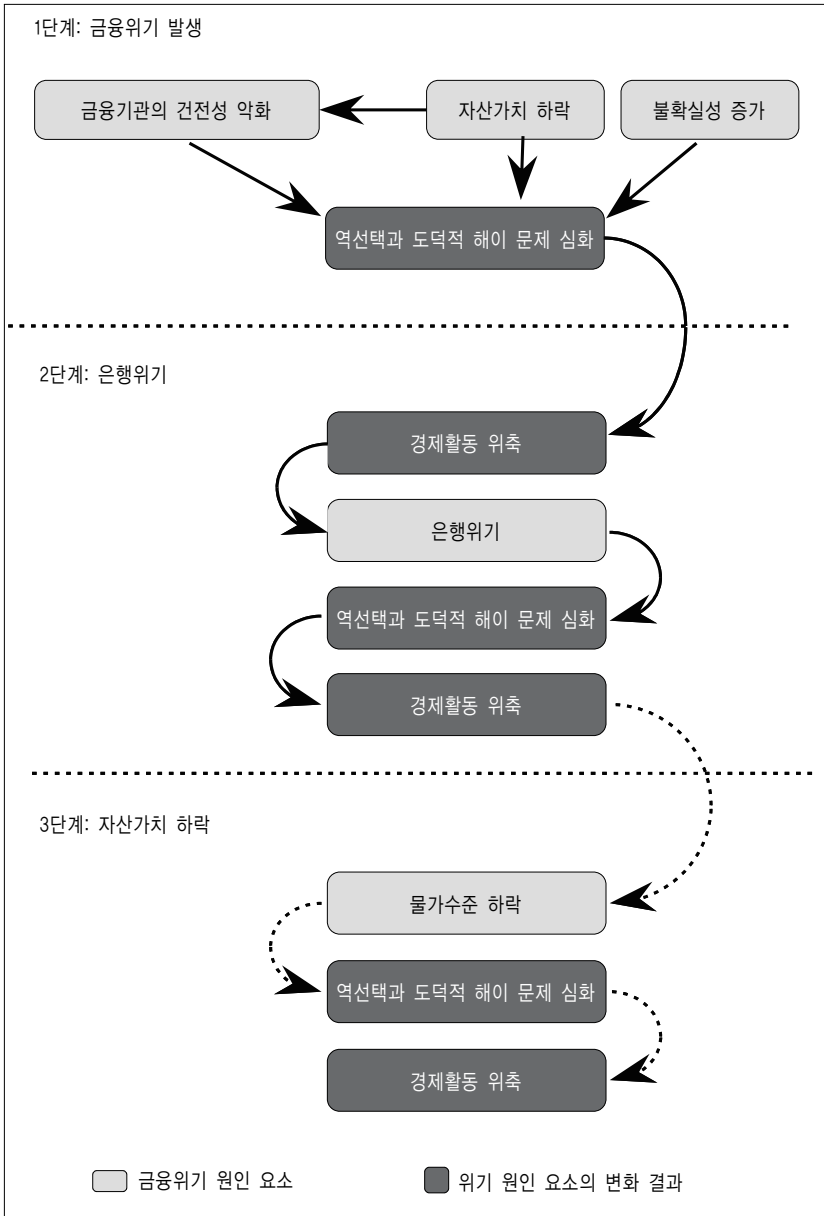 1단계: 금융위기 발생
금융기관의 건전성 악화
자산가치 하락
불확실성 증가
역선택과 도덕적 해이 문제 심화
2단계: 은행위기
경제활동 위축
은행위기
역선택과 도덕적 해이 문제 심화
경제활동 위축
3단계: 자산가치 하락
물가수준 하락
역선택과 도덕적 해이 문제 심화
경제활동 위축
금융위기 원인 요소
위기 원인 요소의 변화 결과